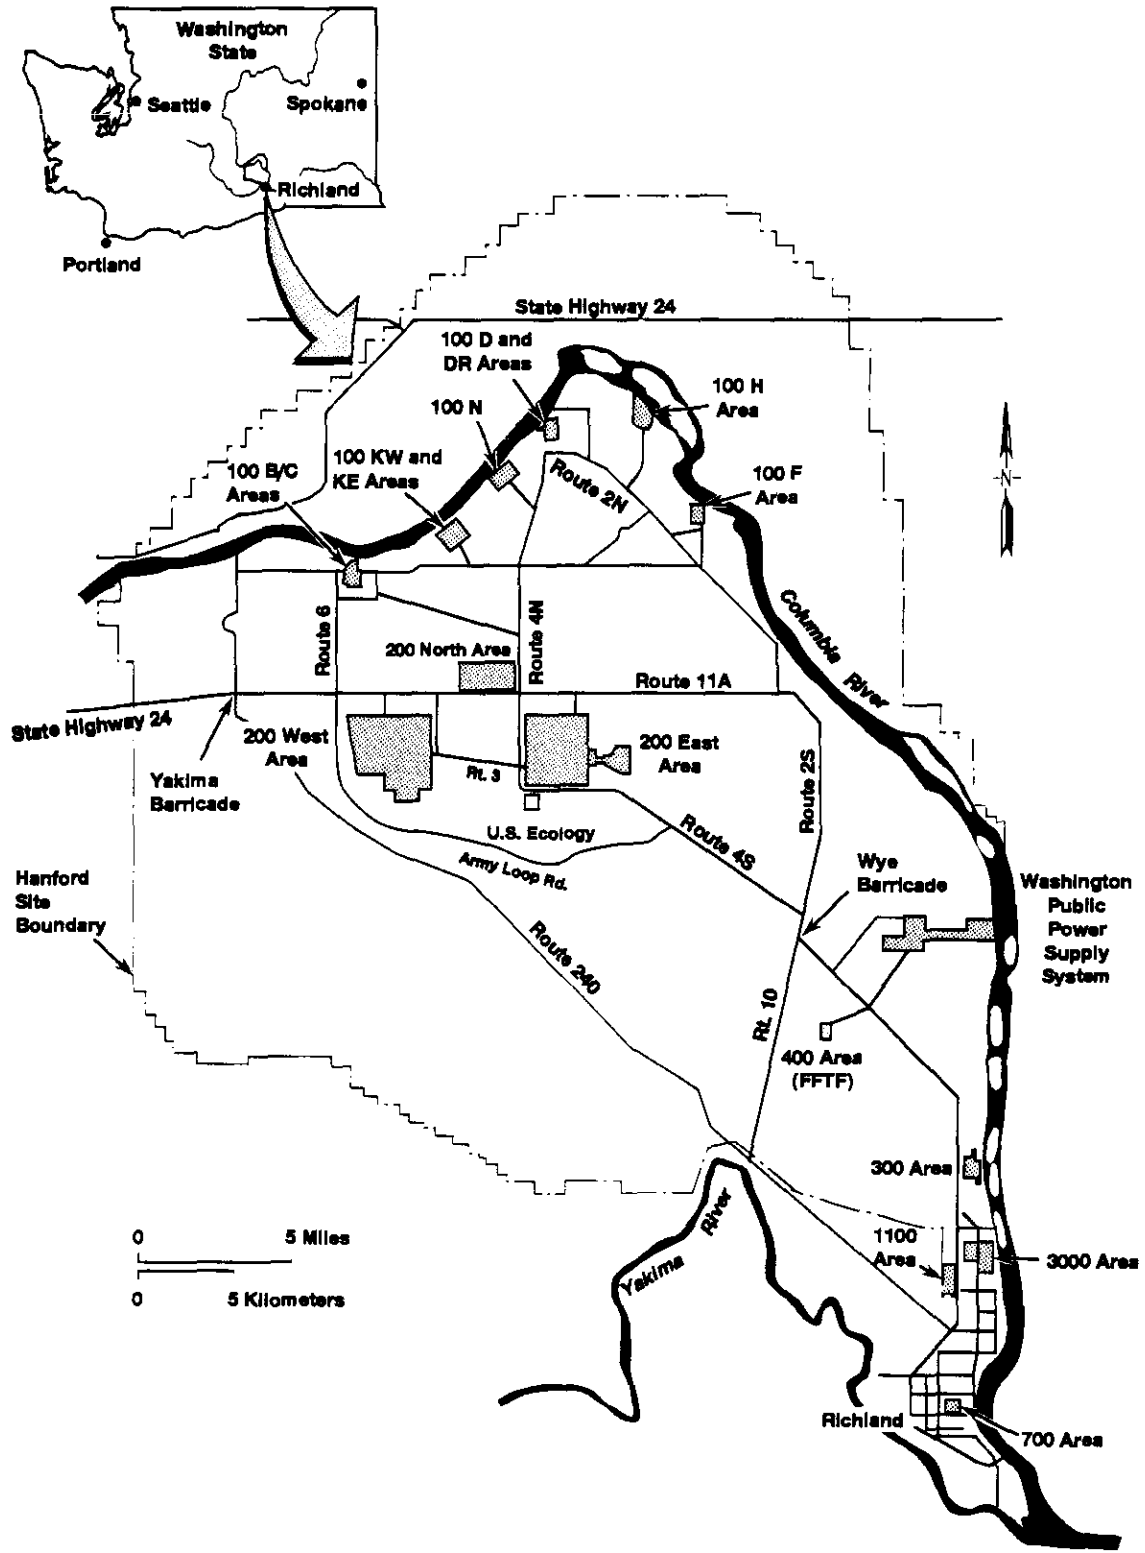 Washington
State
Seattle
Spokane
Richland
Portland
State Highway 24
100 D and
DR Areas
100 H
Area
100 N
100 KW and
KE Areas
100 B/C
Areas
100 F
Area
Route 2N
N
Columbia River
Route 6
Route 4N
200 North Area
Route 11A
State Highway 24
200 West
Area
200 East
Area
Rt. 3
Route 2S
Yakima
Barricade
U.S. Ecology
Army Loop Rd.
Route 4S
Wye
Barricade
Hanford
Site
Boundary
Washington
Public
Power
Supply
System
Route 240
Rt. 10
400 Area
(FFTF)
300 Area
1100
Area
3000 Area
Yakima River
0 5 Miles
0 5 Kilometers
Richland
700 Area